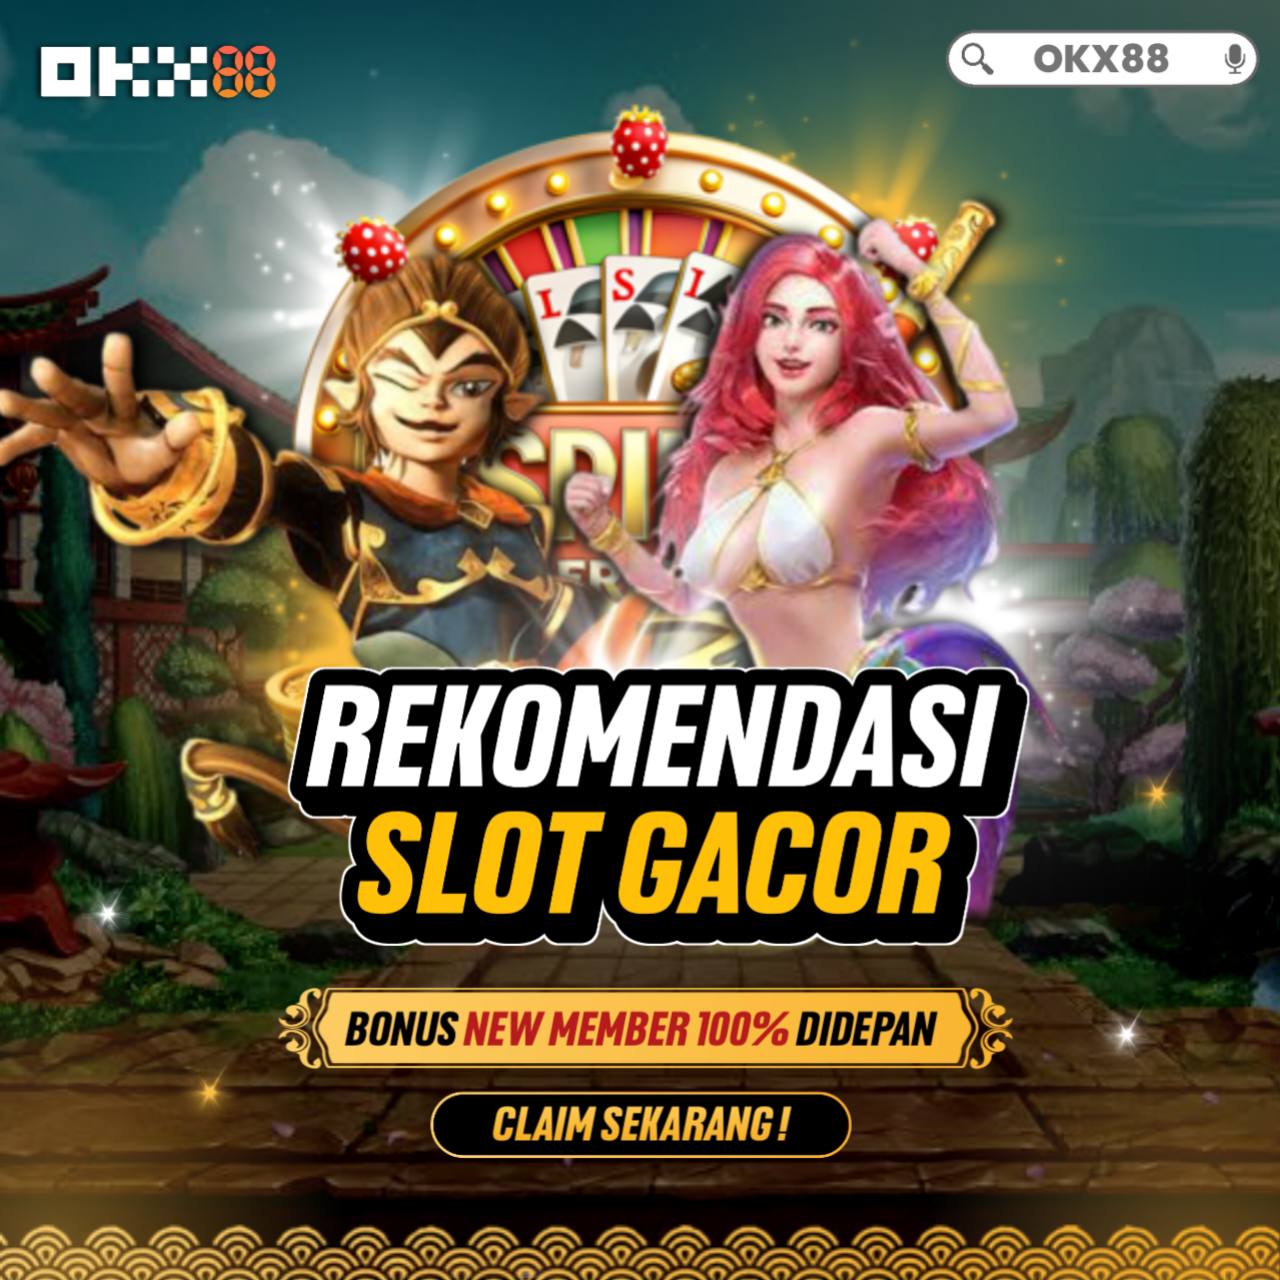 OKX88
OKX88
L S I
REKOMENDASI
SLOT GACOR
BONUS NEW MEMBER 100% DIDEPAN
CLAIM SEKARANG!